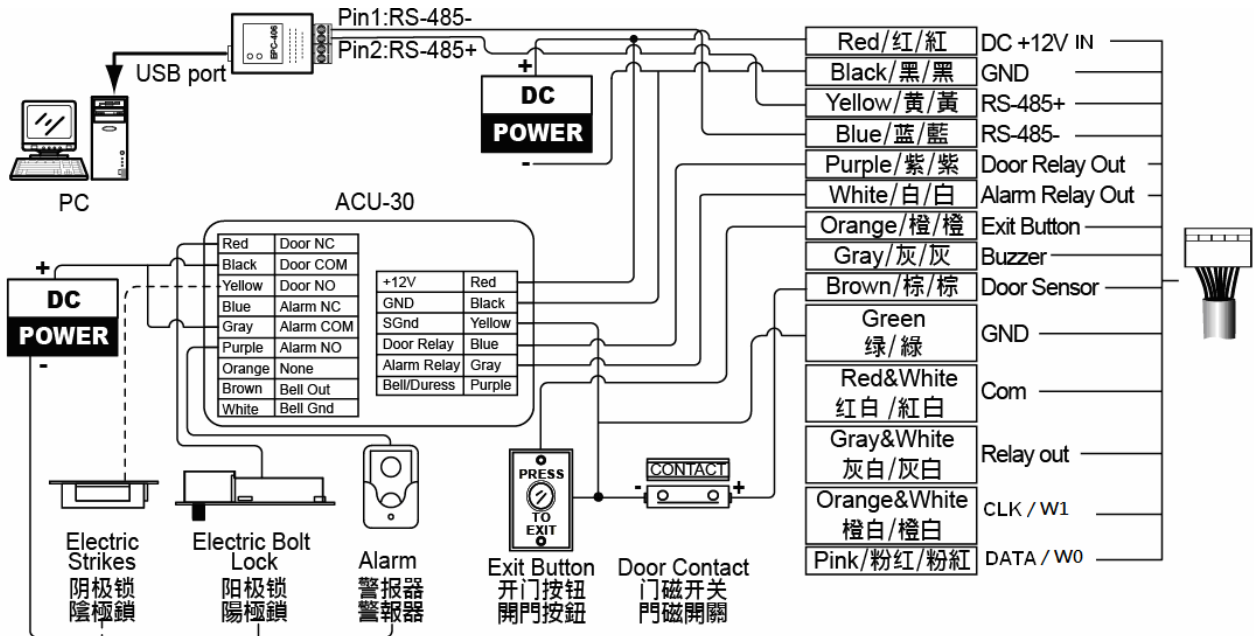 Pin1:RS-485-
Pin2:RS-485+
EPC-406
USB port
PC
+
DC
POWER
-
Red/红/紅 DC +12V IN
Black/黑/黑 GND
Yellow/黄/黃 RS-485+
Blue/蓝/藍 RS-485-
Purple/紫/紫 Door Relay Out
White/白/白 Alarm Relay Out
Orange/橙/橙 Exit Button
Gray/灰/灰 Buzzer
Brown/棕/棕 Door Sensor
Green
绿/綠
GND
Red&White
红白/紅白
Com
Gray&White
灰白/灰白
Relay out
Orange&White
橙白/橙白
CLK / W1
Pink/粉红/粉紅 DATA / W0
ACU-30
Red Door NC
Black Door COM
Yellow Door NO
Blue Alarm NC
Gray Alarm COM
Purple Alarm NO
Orange None
Brown Bell Out
White Bell Gnd
+12V Red
GND Black
SGnd Yellow
Door Relay Blue
Alarm Relay Gray
Bell/Duress Purple
+
DC
POWER
-
Electric
Strikes
阴极锁
陰極鎖
Electric Bolt
Lock
阳极锁
陽極鎖
Alarm
警报器
警報器
PRESS
TO
EXIT
Exit Button
开门按钮
開門按鈕
CONTACT
- +
Door Contact
门磁开关
門磁開關